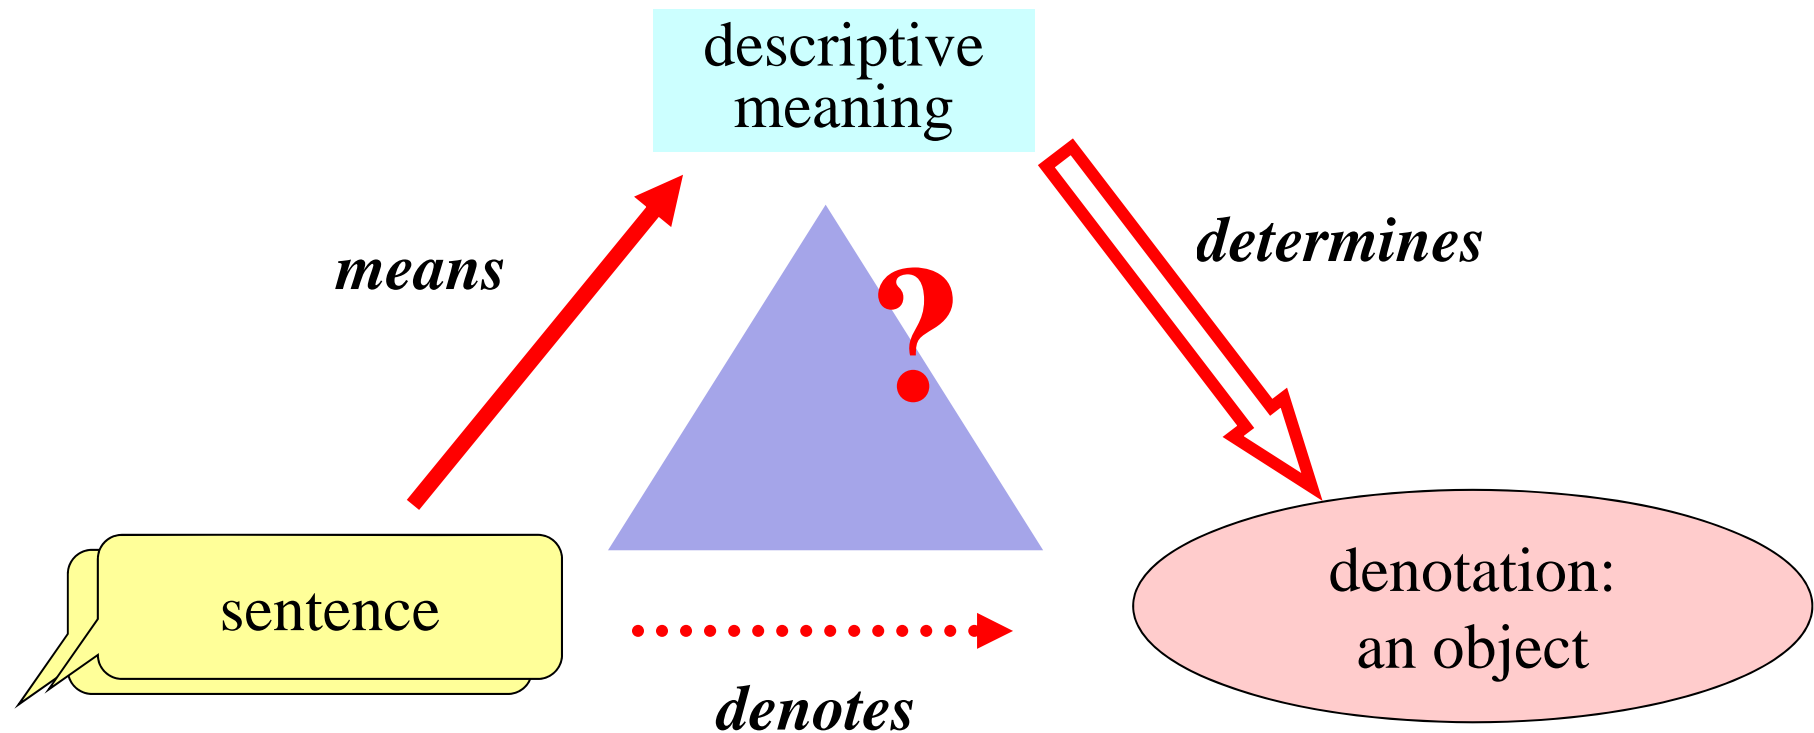 descriptive
meaning
means
determines
?
sentence
denotation:
an object
denotes